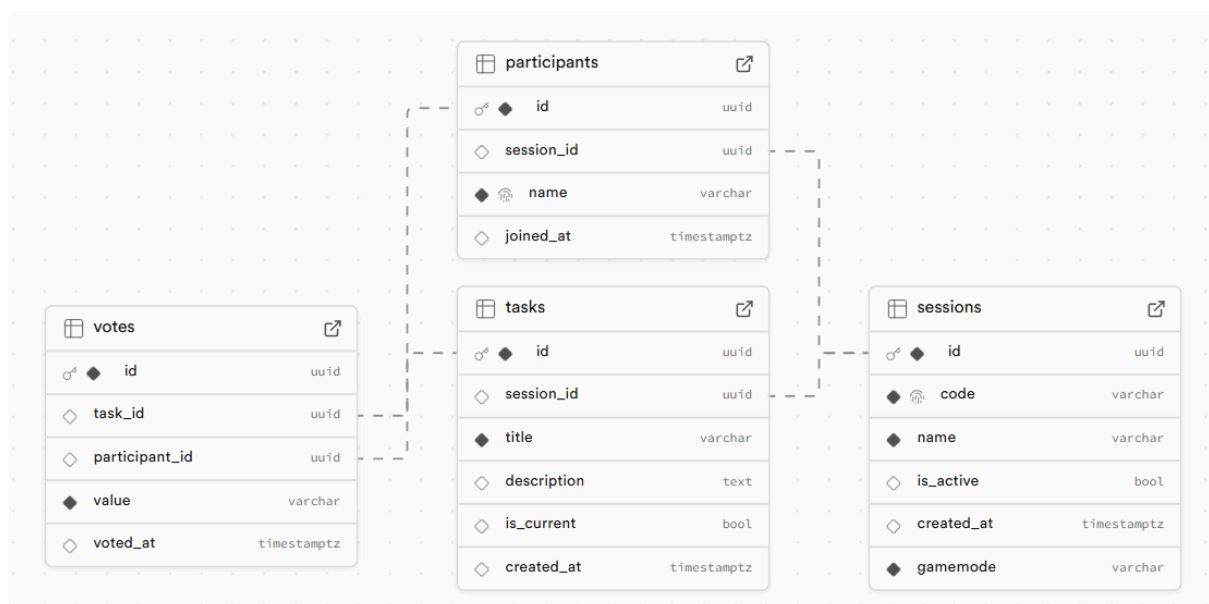 participants
id uuid
session_id uuid
name varchar
joined_at timestamptz
votes
id uuid
task_id uuid
participant_id uuid
value varchar
voted_at timestamptz
tasks
id uuid
session_id uuid
title varchar
description text
is_current bool
created_at timestamptz
sessions
id uuid
code varchar
name varchar
is_active bool
created_at timestamptz
gamemode varchar